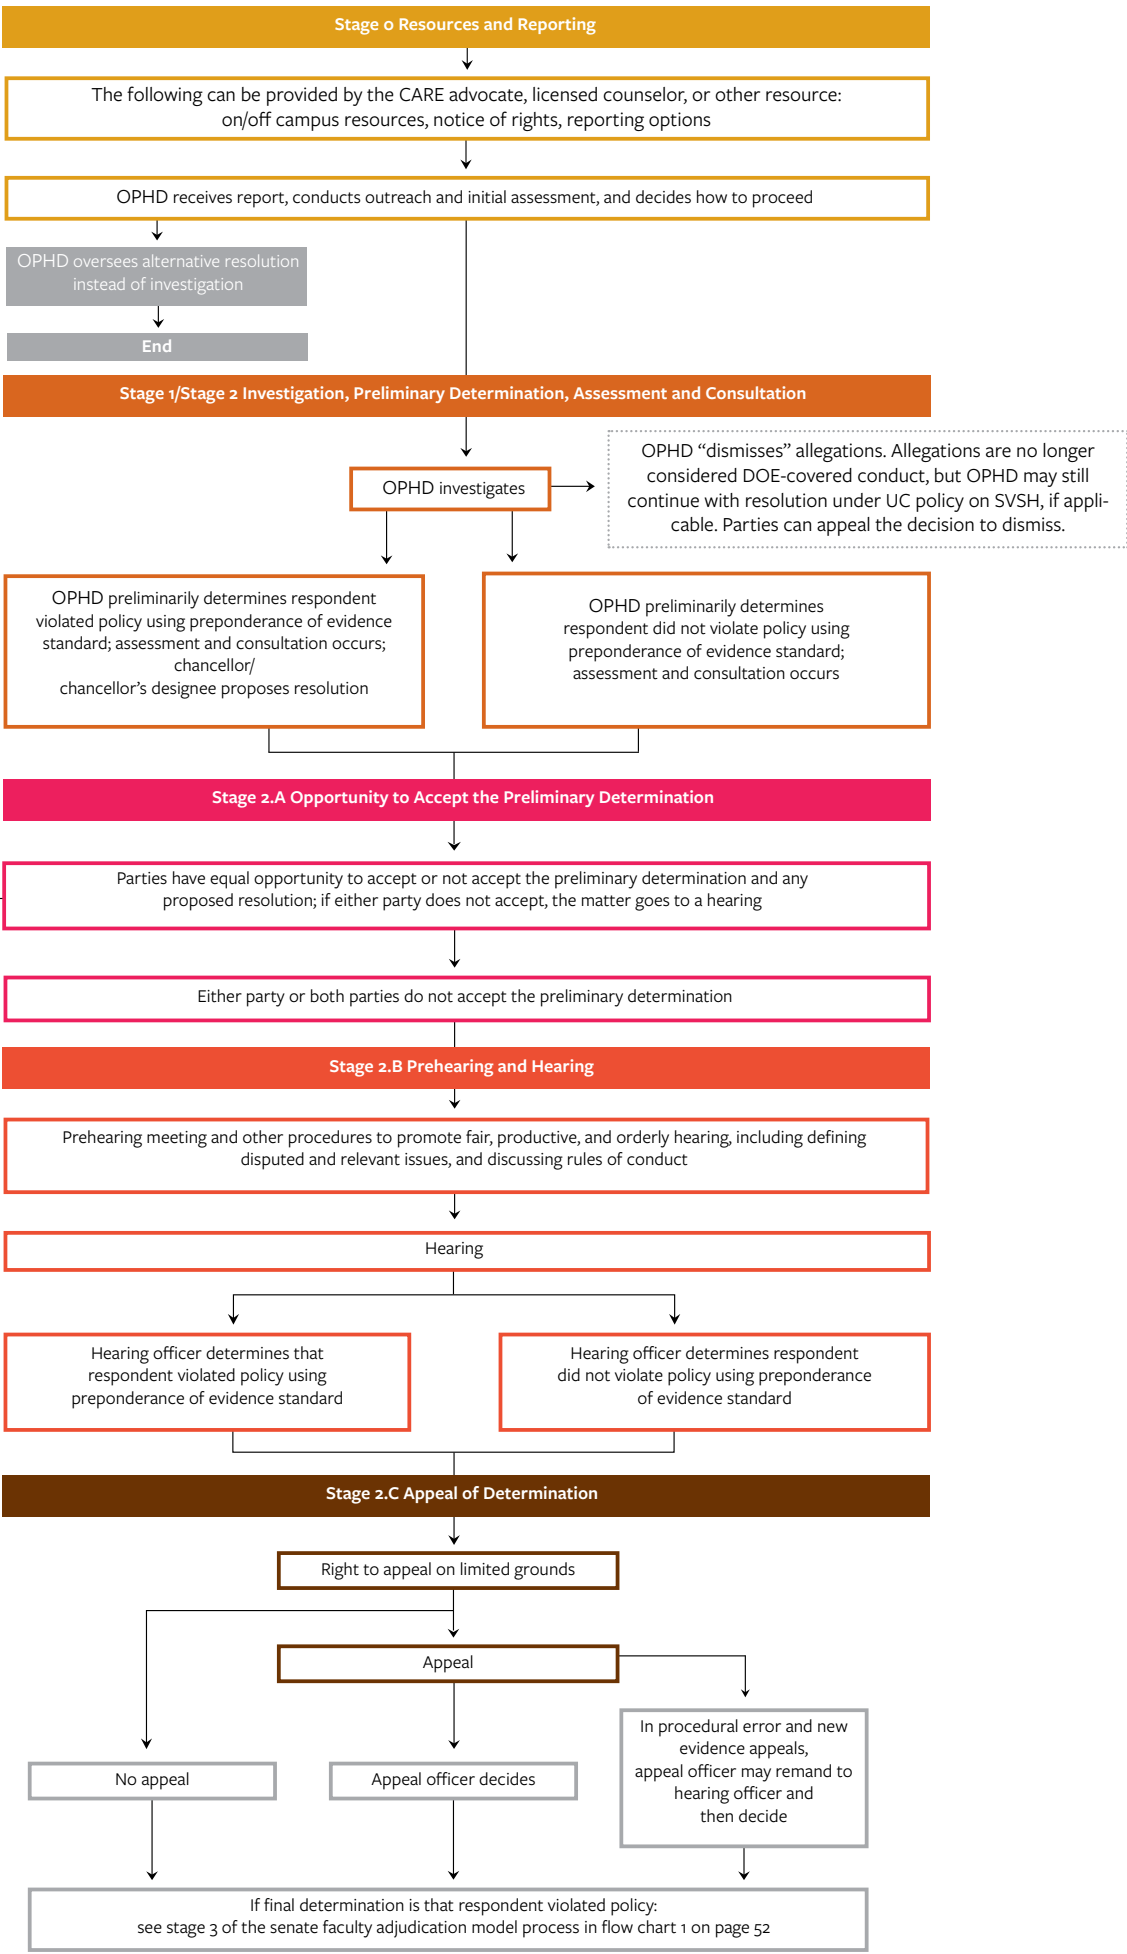 Stage 0 Resources and Reporting
The following can be provided by the CARE advocate, licensed counselor, or other resource:
on/off campus resources, notice of rights, reporting options
OPHD receives report, conducts outreach and initial assessment, and decides how to proceed
OPHD oversees alternative resolution
instead of investigation
End
Stage 1/Stage 2 Investigation, Preliminary Determination, Assessment and Consultation
OPHD investigates
OPHD “dismisses” allegations. Allegations are no longer
considered DOE-covered conduct, but OPHD may still
continue with resolution under UC policy on SVSH, if appli-
cable. Parties can appeal the decision to dismiss.
OPHD preliminarily determines respondent
violated policy using preponderance of evidence
standard; assessment and consultation occurs;
chancellor/
chancellor’s designee proposes resolution
OPHD preliminarily determines
respondent did not violate policy using
preponderance of evidence standard;
assessment and consultation occurs
Stage 2.A Opportunity to Accept the Preliminary Determination
Parties have equal opportunity to accept or not accept the preliminary determination and any
proposed resolution; if either party does not accept, the matter goes to a hearing
Either party or both parties do not accept the preliminary determination
Stage 2.B Prehearing and Hearing
Prehearing meeting and other procedures to promote fair, productive, and orderly hearing, including defining
disputed and relevant issues, and discussing rules of conduct
Hearing
Hearing officer determines that
respondent violated policy using
preponderance of evidence standard
Hearing officer determines respondent
did not violate policy using preponderance
of evidence standard
Stage 2.C Appeal of Determination
Right to appeal on limited grounds
Appeal
In procedural error and new
evidence appeals,
appeal officer may remand to
hearing officer and
then decide
No appeal
Appeal officer decides
If final determination is that respondent violated policy:
see stage 3 of the senate faculty adjudication model process in flow chart 1 on page 52